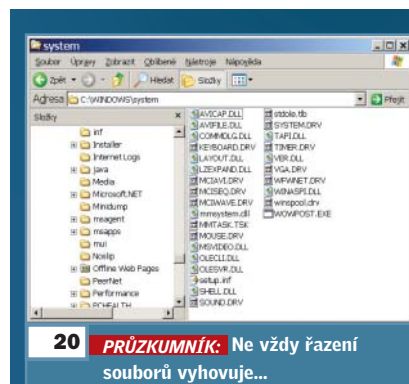 system
Soubor Úpravy Zobrazit Oblíbené Nástroje Nápověda
Zpět Hledat Složky
Adresa C:\WINDOWS\system Přejít
Složky ×
inf
Installer
Internet Logs
java
Media
Microsoft.NET
Minidump
msagent
msapps
mui
Noxlip
Offline Web Pages
PeerNet
Performance
PCHEALTH
AVICAP.DLL
AVIFILE.DLL
COMMDLG.DLL
KEYBOARD.DRV
LAYOUT.DLL
LZEXPAND.DLL
MCIAVI.DRV
MCISEQ.DRV
MCIWAVE.DRV
mmsystem.dll
MMTASK.TSK
MOUSE.DRV
MSVIDEO.DLL
OLECLI.DLL
OLESVR.DLL
setup.inf
SHELL.DLL
SOUND.DRV
stdole.tlb
SYSTEM.DRV
TAPI.DLL
TIMER.DRV
VER.DLL
VGA.DRV
WFWNET.DRV
WINASPI.DLL
winspool.drv
WOWPOST.EXE
20 PRŮZKUMNÍK: Ne vždy řazení
souborů vyhovuje...